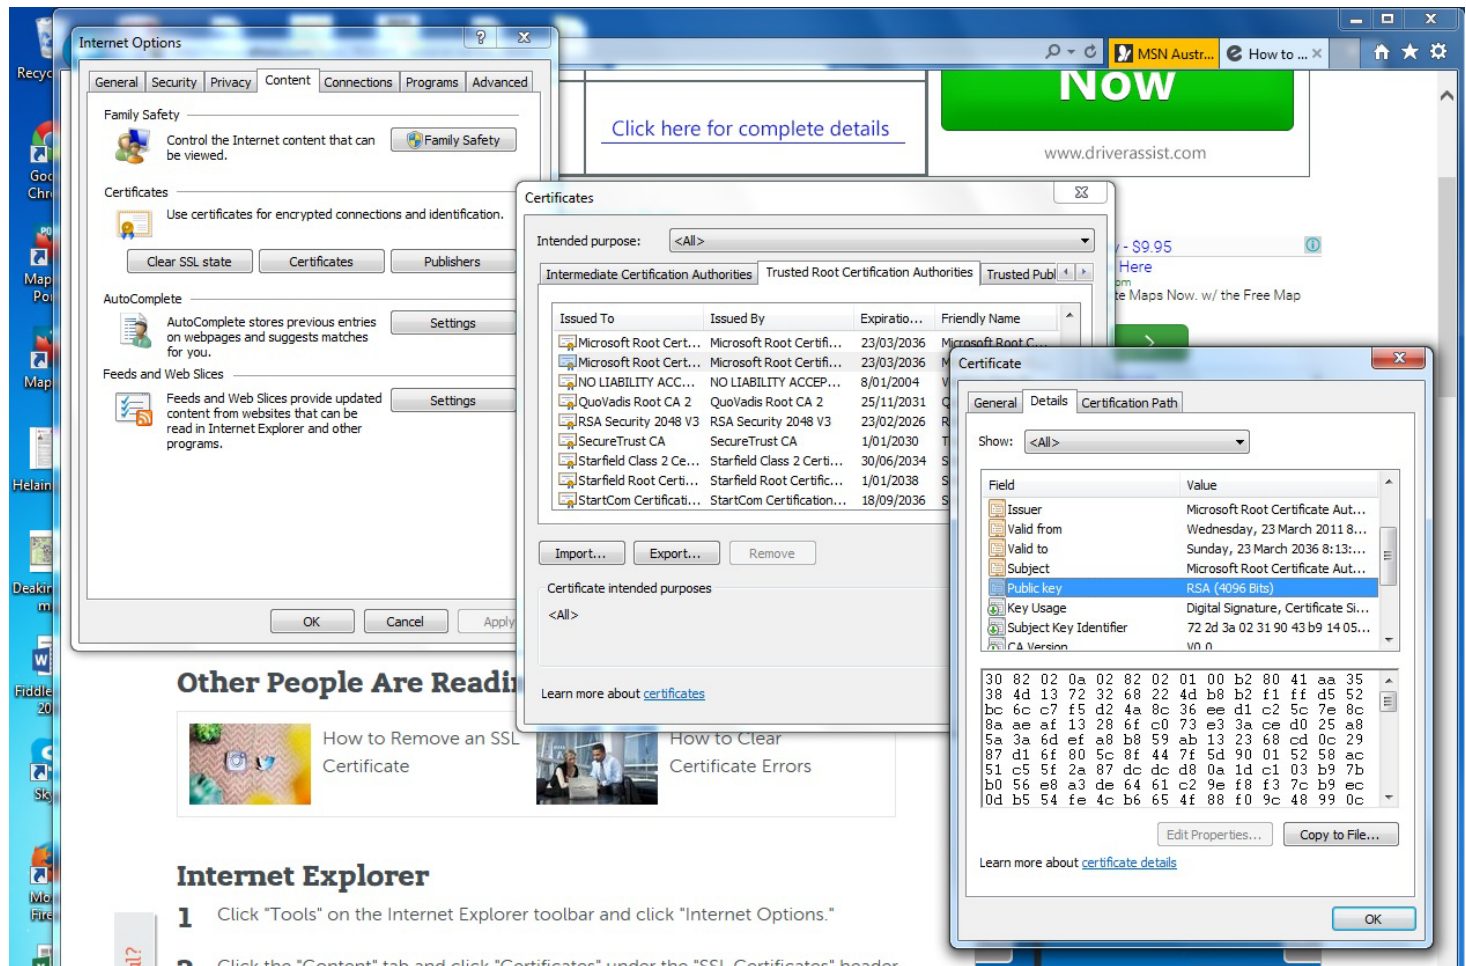 Recyc
Goo
Chr
Map
Po
Map
Helain
Deakir
m
Fiddle
20
Sk
Mo
Fire
Internet Options
General Security Privacy Content Connections Programs Advanced
Family Safety
Control the Internet content that can
be viewed.
Family Safety
Certificates
Use certificates for encrypted connections and identification.
Clear SSL state Certificates Publishers
AutoComplete
AutoComplete stores previous entries
on webpages and suggests matches
for you.
Settings
Feeds and Web Slices
Feeds and Web Slices provide updated
content from websites that can be
read in Internet Explorer and other
programs.
Settings
OK Cancel Apply
MSN Austr... How to ...
Click here for complete details
Now
www.driverassist.com
- $9.95
Here
te Maps Now. w/ the Free Map
Certificates
Intended purpose: <All>
Intermediate Certification Authorities Trusted Root Certification Authorities Trusted Publ
Issued To Issued By Expiratio... Friendly Name
Microsoft Root Cert... Microsoft Root Certifi... 23/03/2036 Microsoft Root C...
Microsoft Root Cert... Microsoft Root Certifi... 23/03/2036 M
NO LIABILITY ACC... NO LIABILITY ACCEP... 8/01/2004 V
QuoVadis Root CA 2 QuoVadis Root CA 2 25/11/2031 Q
RSA Security 2048 V3 RSA Security 2048 V3 23/02/2026 R
SecureTrust CA SecureTrust CA 1/01/2030 T
Starfield Class 2 Ce... Starfield Class 2 Certi... 30/06/2034 S
Starfield Root Certi... Starfield Root Certific... 1/01/2038 S
StartCom Certificati... StartCom Certification... 18/09/2036 S
Import... Export... Remove
Certificate intended purposes
<All>
Learn more about certificates
Certificate
General Details Certification Path
Show: <All>
Field Value
Issuer Microsoft Root Certificate Aut...
Valid from Wednesday, 23 March 2011 8...
Valid to Sunday, 23 March 2036 8:13:...
Subject Microsoft Root Certificate Aut...
Public key RSA (4096 Bits)
Key Usage Digital Signature, Certificate Si...
Subject Key Identifier 72 2d 3a 02 31 90 43 b9 14 05...
CA Version V0.0
30 82 02 0a 02 82 02 01 00 b2 80 41 aa 35
38 4d 13 72 32 68 22 4d b8 b2 f1 ff d5 52
bc 6c c7 f5 d2 4a 8c 36 ee d1 c2 5c 7e 8c
8a ae af 13 28 6f c0 73 e3 3a ce d0 25 a8
5a 3a 6d ef a8 b8 59 ab 13 23 68 cd 0c 29
87 d1 6f 80 5c 8f 44 7f 5d 90 01 52 58 ac
51 c5 5f 2a 87 dc dc d8 0a 1d c1 03 b9 7b
b0 56 e8 a3 de 64 61 c2 9e f8 f3 7c b9 ec
0d b5 54 fe 4c b6 65 4f 88 f0 9c 48 99 0c
Edit Properties... Copy to File...
Learn more about certificate details
OK
Other People Are Readi
How to Remove an SSL
Certificate
How to Clear
Certificate Errors
Internet Explorer
1 Click "Tools" on the Internet Explorer toolbar and click "Internet Options."
2 Click the "Content" tab and click "Certificates" under the "SSL Certificates" header